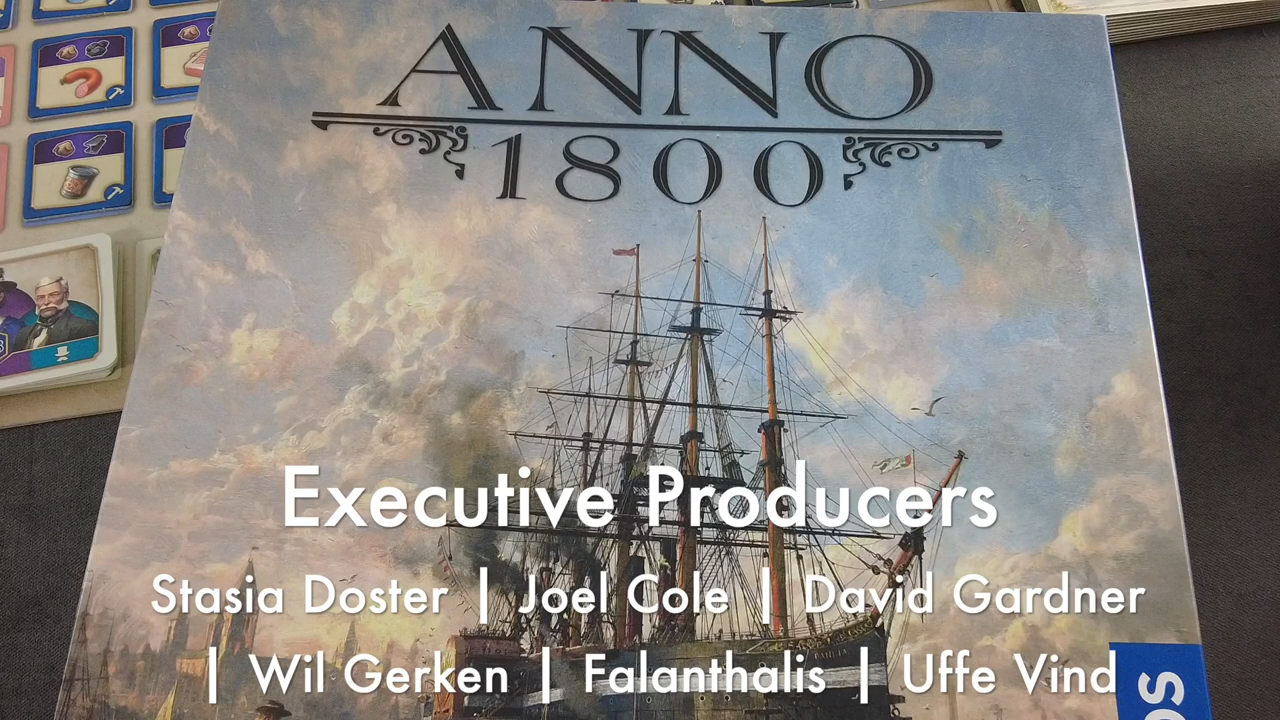 ANNO
1800
Executive Producers
Stasia Doster | Joel Cole | David Gardner
| Wil Gerken | Falanthalis | Uffe Vind